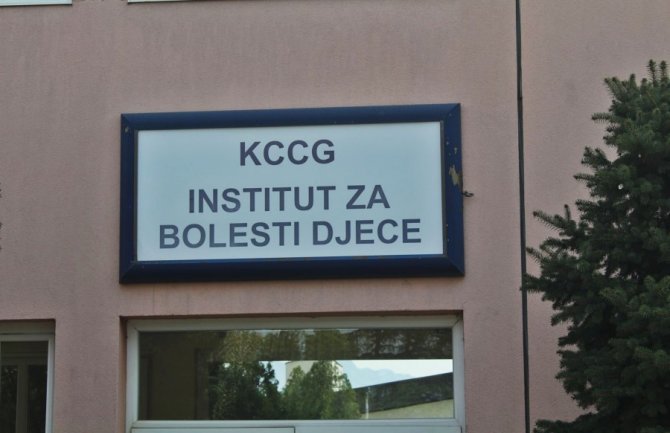 KCCG
INSTITUT ZA
BOLESTI DJECE